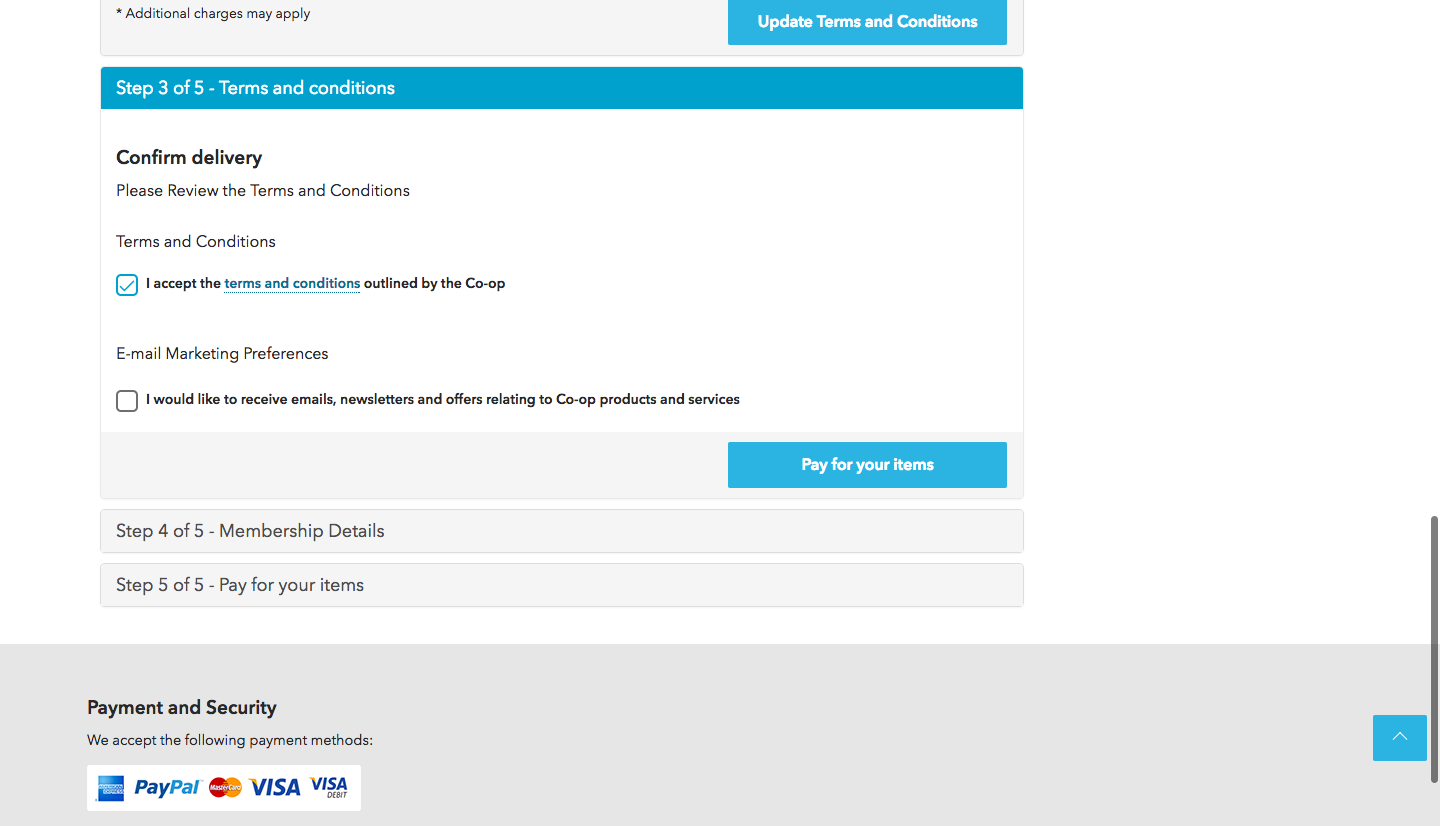 * Additional charges may apply
Update Terms and Conditions
Step 3 of 5 - Terms and conditions
Confirm delivery
Please Review the Terms and Conditions
Terms and Conditions
I accept the terms and conditions outlined by the Co-op
E-mail Marketing Preferences
I would like to receive emails, newsletters and offers relating to Co-op products and services
Pay for your items
Step 4 of 5 - Membership Details
Step 5 of 5 - Pay for your items
Payment and Security
We accept the following payment methods:
AMERICAN EXPRESS PayPal MasterCard VISA VISA DEBIT